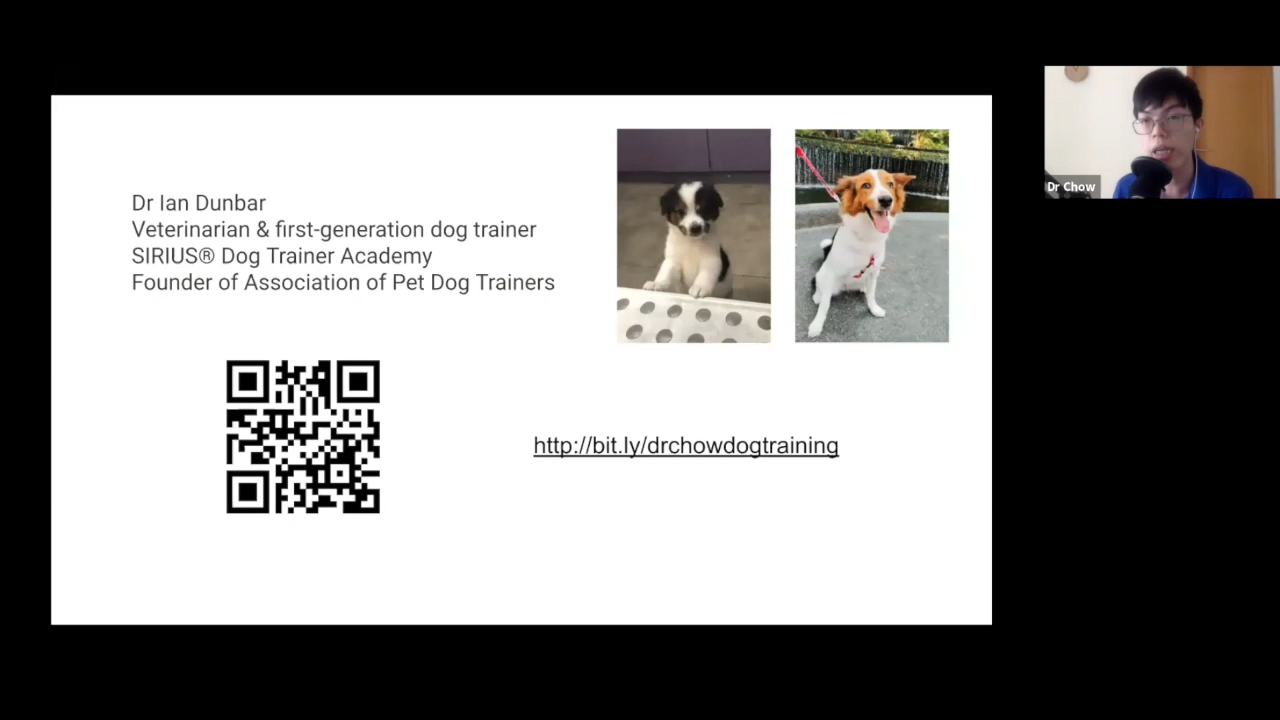 Dr Ian Dunbar
Veterinarian & first-generation dog trainer
SIRIUS® Dog Trainer Academy
Founder of Association of Pet Dog Trainers
http://bit.ly/drchowdogtraining
Dr Chow